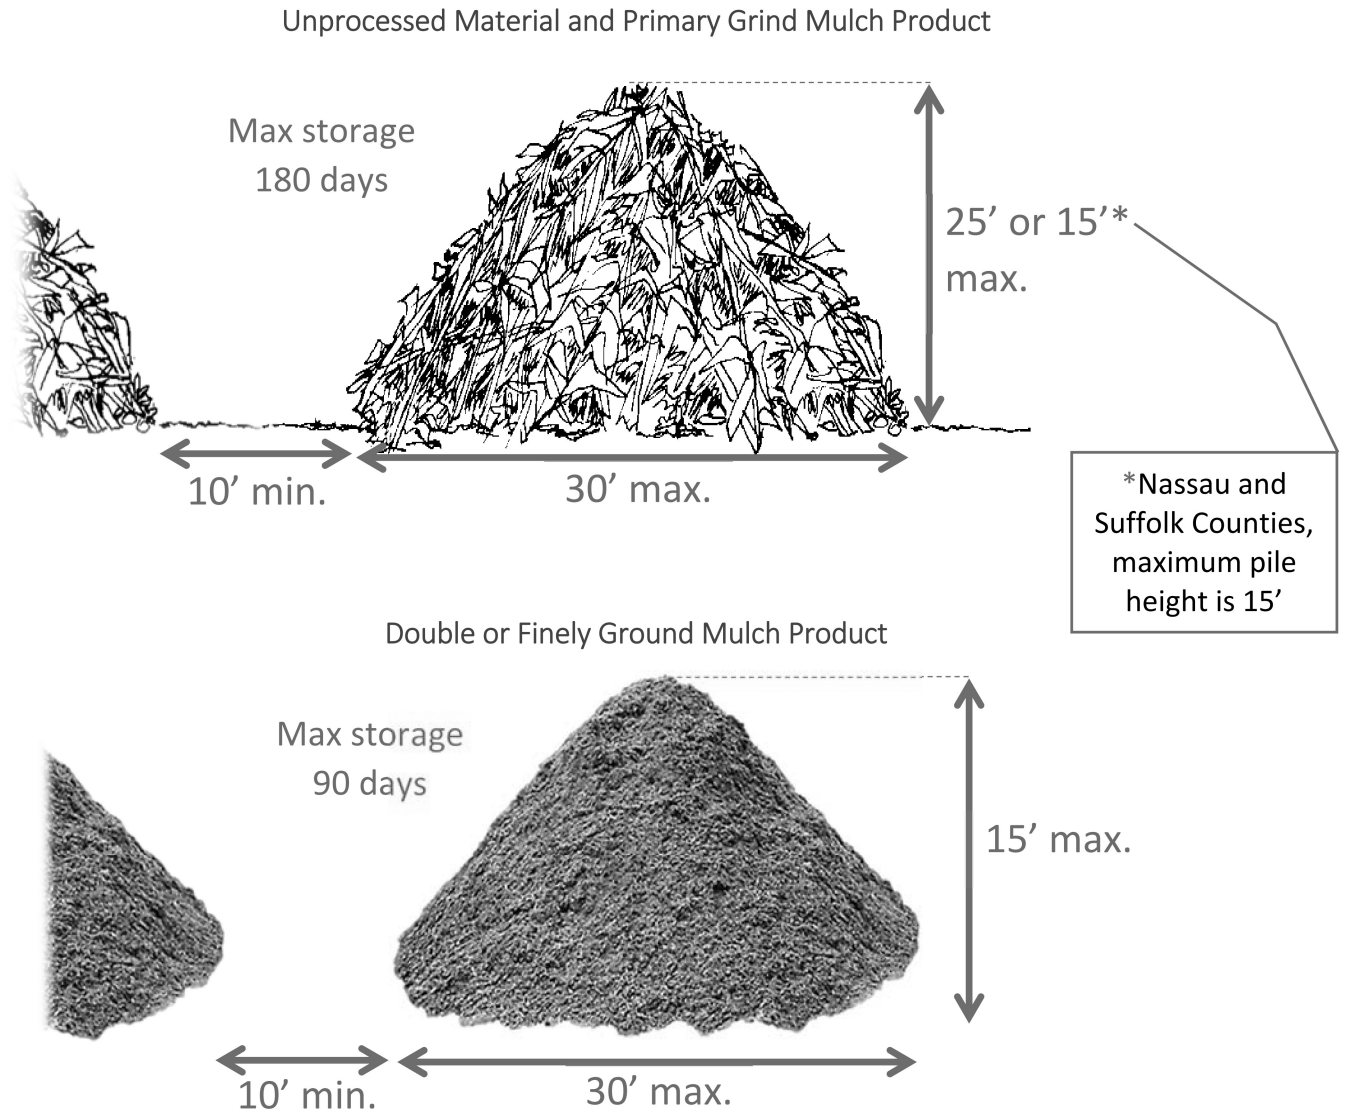 Unprocessed Material and Primary Grind Mulch Product
Max storage
180 days
25’ or 15’*
max.
10’ min.
30’ max.
*Nassau and
Suffolk Counties,
maximum pile
height is 15’
Double or Finely Ground Mulch Product
Max storage
90 days
15’ max.
10’ min.
30’ max.